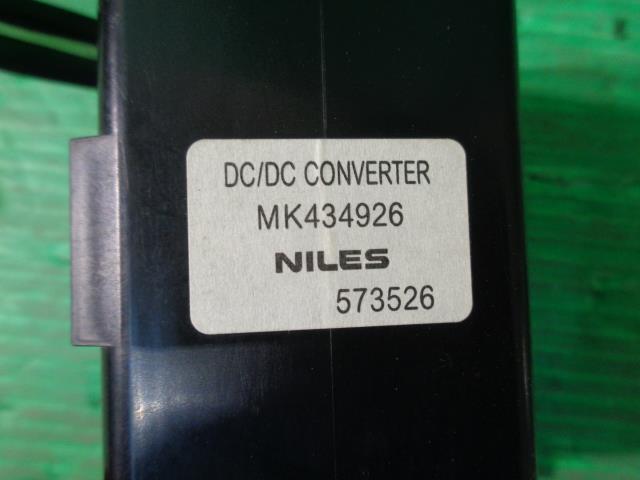 DC/DC CONVERTER
MK434926
NILES
573526